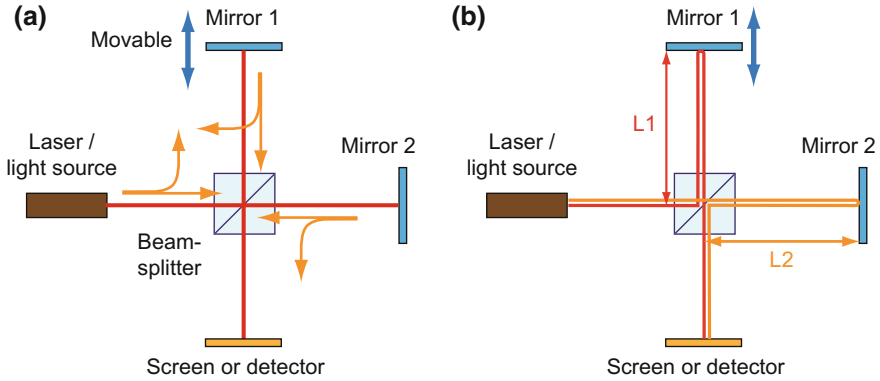 (a)
Mirror 1
Movable
Laser /
light source
Mirror 2
Beam-
splitter
Screen or detector
(b)
Mirror 1
L1
Laser /
light source
Mirror 2
L2
Screen or detector